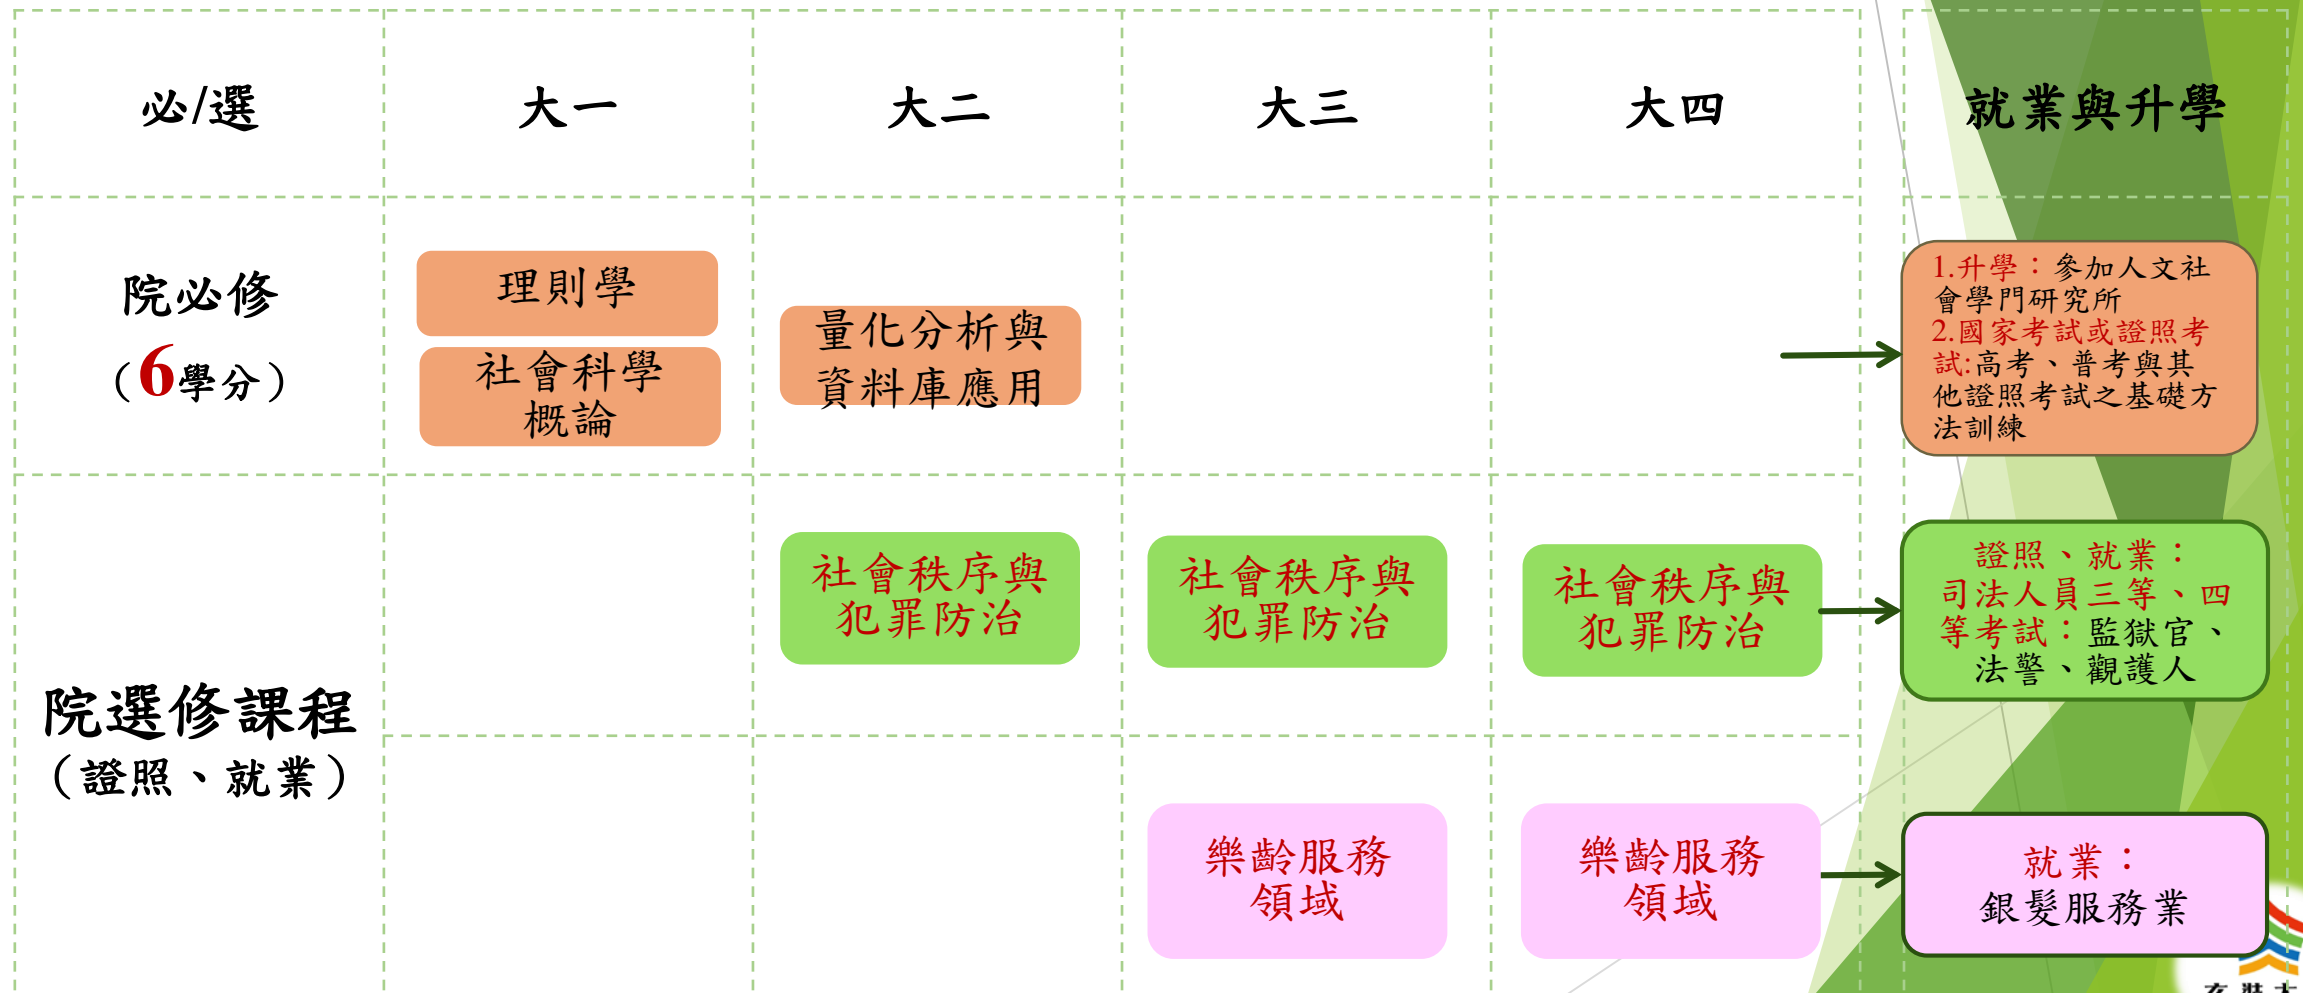 必/選
大一
大二
大三
大四
就業與升學
院必修
（6學分）
理則學
社會科學
概論
量化分析與
資料庫應用
1.升學：參加人文社
會學門研究所
2.國家考試或證照考
試:高考、普考與其
他證照考試之基礎方
法訓練
院選修課程
（證照、就業）
社會秩序與
犯罪防治
社會秩序與
犯罪防治
社會秩序與
犯罪防治
證照、就業：
司法人員三等、四
等考試：監獄官、
法警、觀護人
樂齡服務
領域
樂齡服務
領域
就業：
銀髮服務業